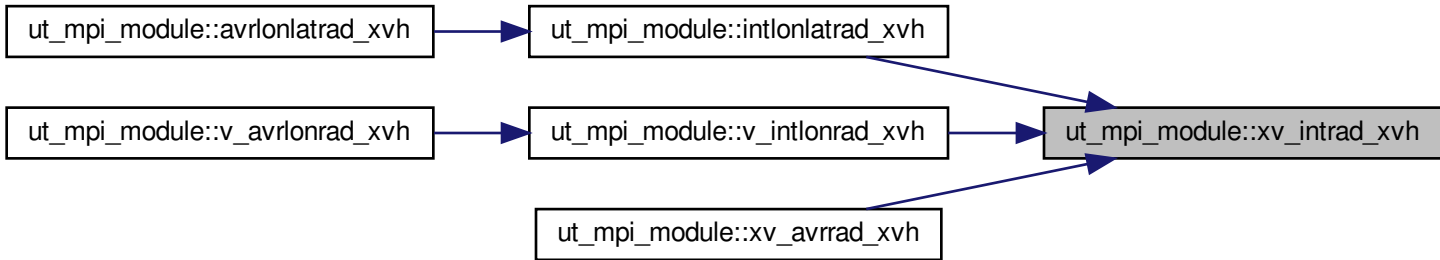 ut_mpi_module::avrlonlatrad_xvh
ut_mpi_module::intlonlatrad_xvh
ut_mpi_module::v_avrlonrad_xvh
ut_mpi_module::v_intlonrad_xvh
ut_mpi_module::xv_intrad_xvh
ut_mpi_module::xv_avrrad_xvh